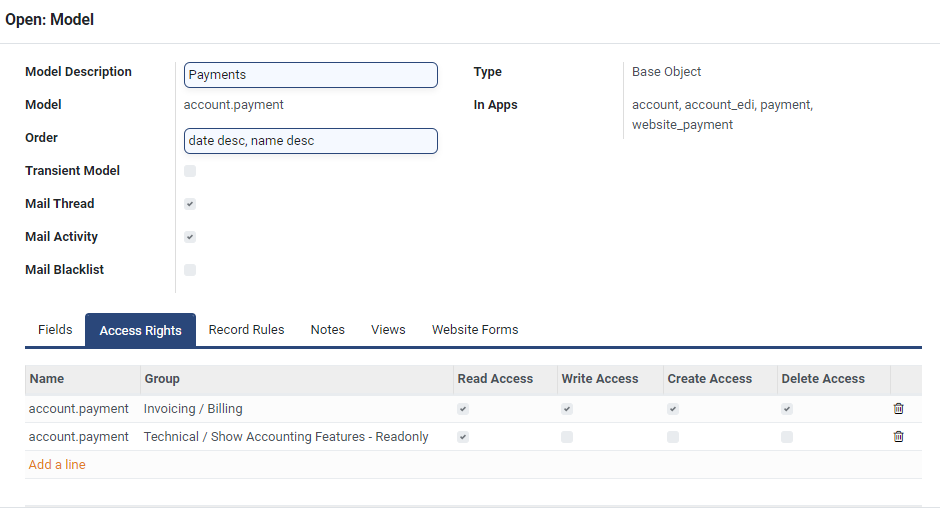 Open: Model
Model Description Payments Type Base Object
Model account.payment In Apps account, account_edi, payment,
website_payment
Order date desc, name desc
Transient Model
Mail Thread
Mail Activity
Mail Blacklist
Fields Access Rights Record Rules Notes Views Website Forms
Name Group Read Access Write Access Create Access Delete Access
account.payment Invoicing / Billing
account.payment Technical / Show Accounting Features - Readonly
Add a line